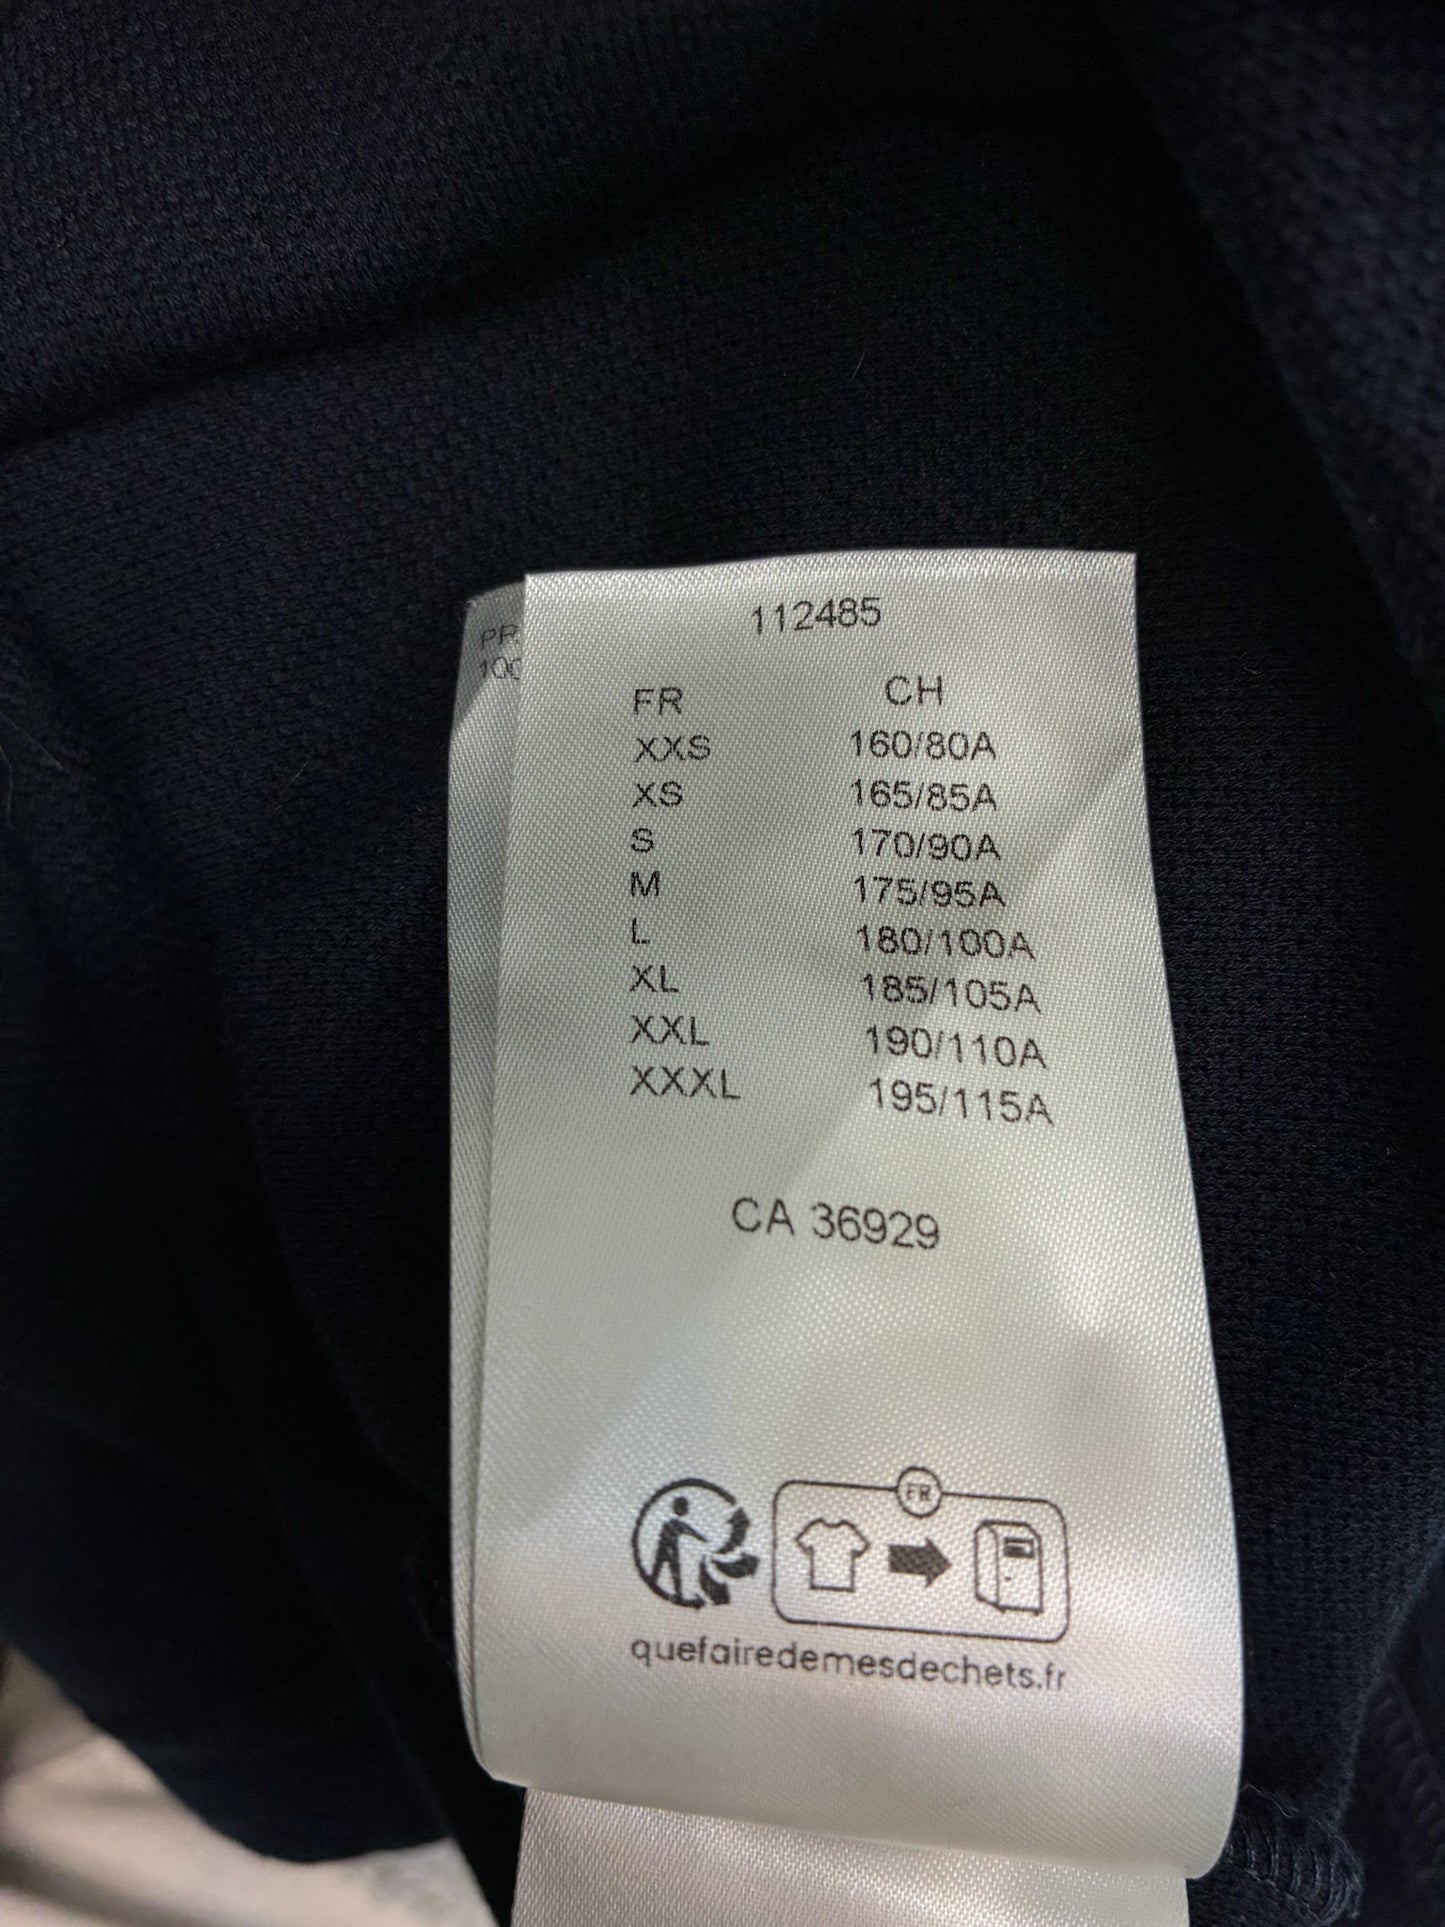 112485
FR CH
XXS 160/80A
XS 165/85A
S 170/90A
M 175/95A
L 180/100A
XL 185/105A
XXL 190/110A
XXXL 195/115A
CA 36929
FR
quefairedemesdechets.fr